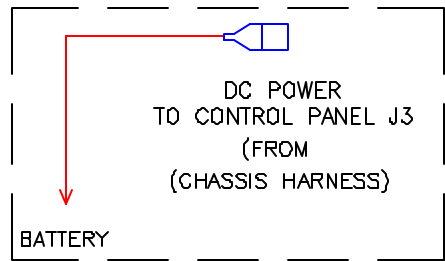 DC POWER
TO CONTROL PANEL J3
(FROM
(CHASSIS HARNESS)
BATTERY